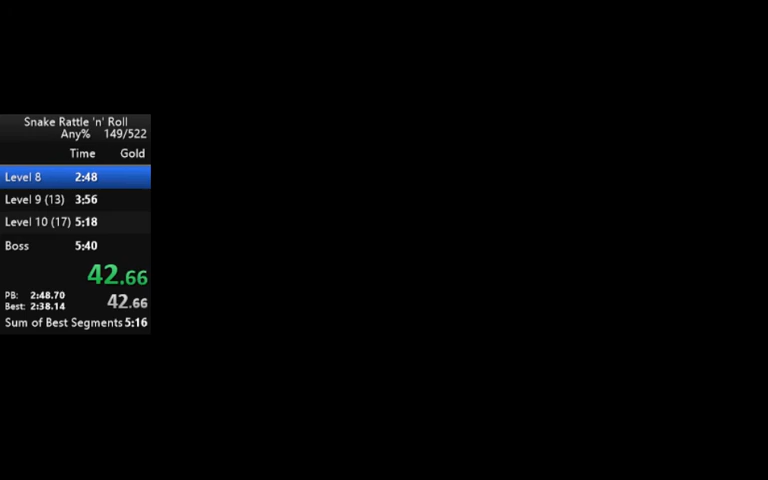 Snake Rattle 'n' Roll
Any% 149/522
Time Gold
Level 8 2:48
Level 9 (13) 3:56
Level 10 (17) 5:18
Boss 5:40
42.66
PB: 2:48.70 42.66
Best: 2:38.14
Sum of Best Segments 5:16